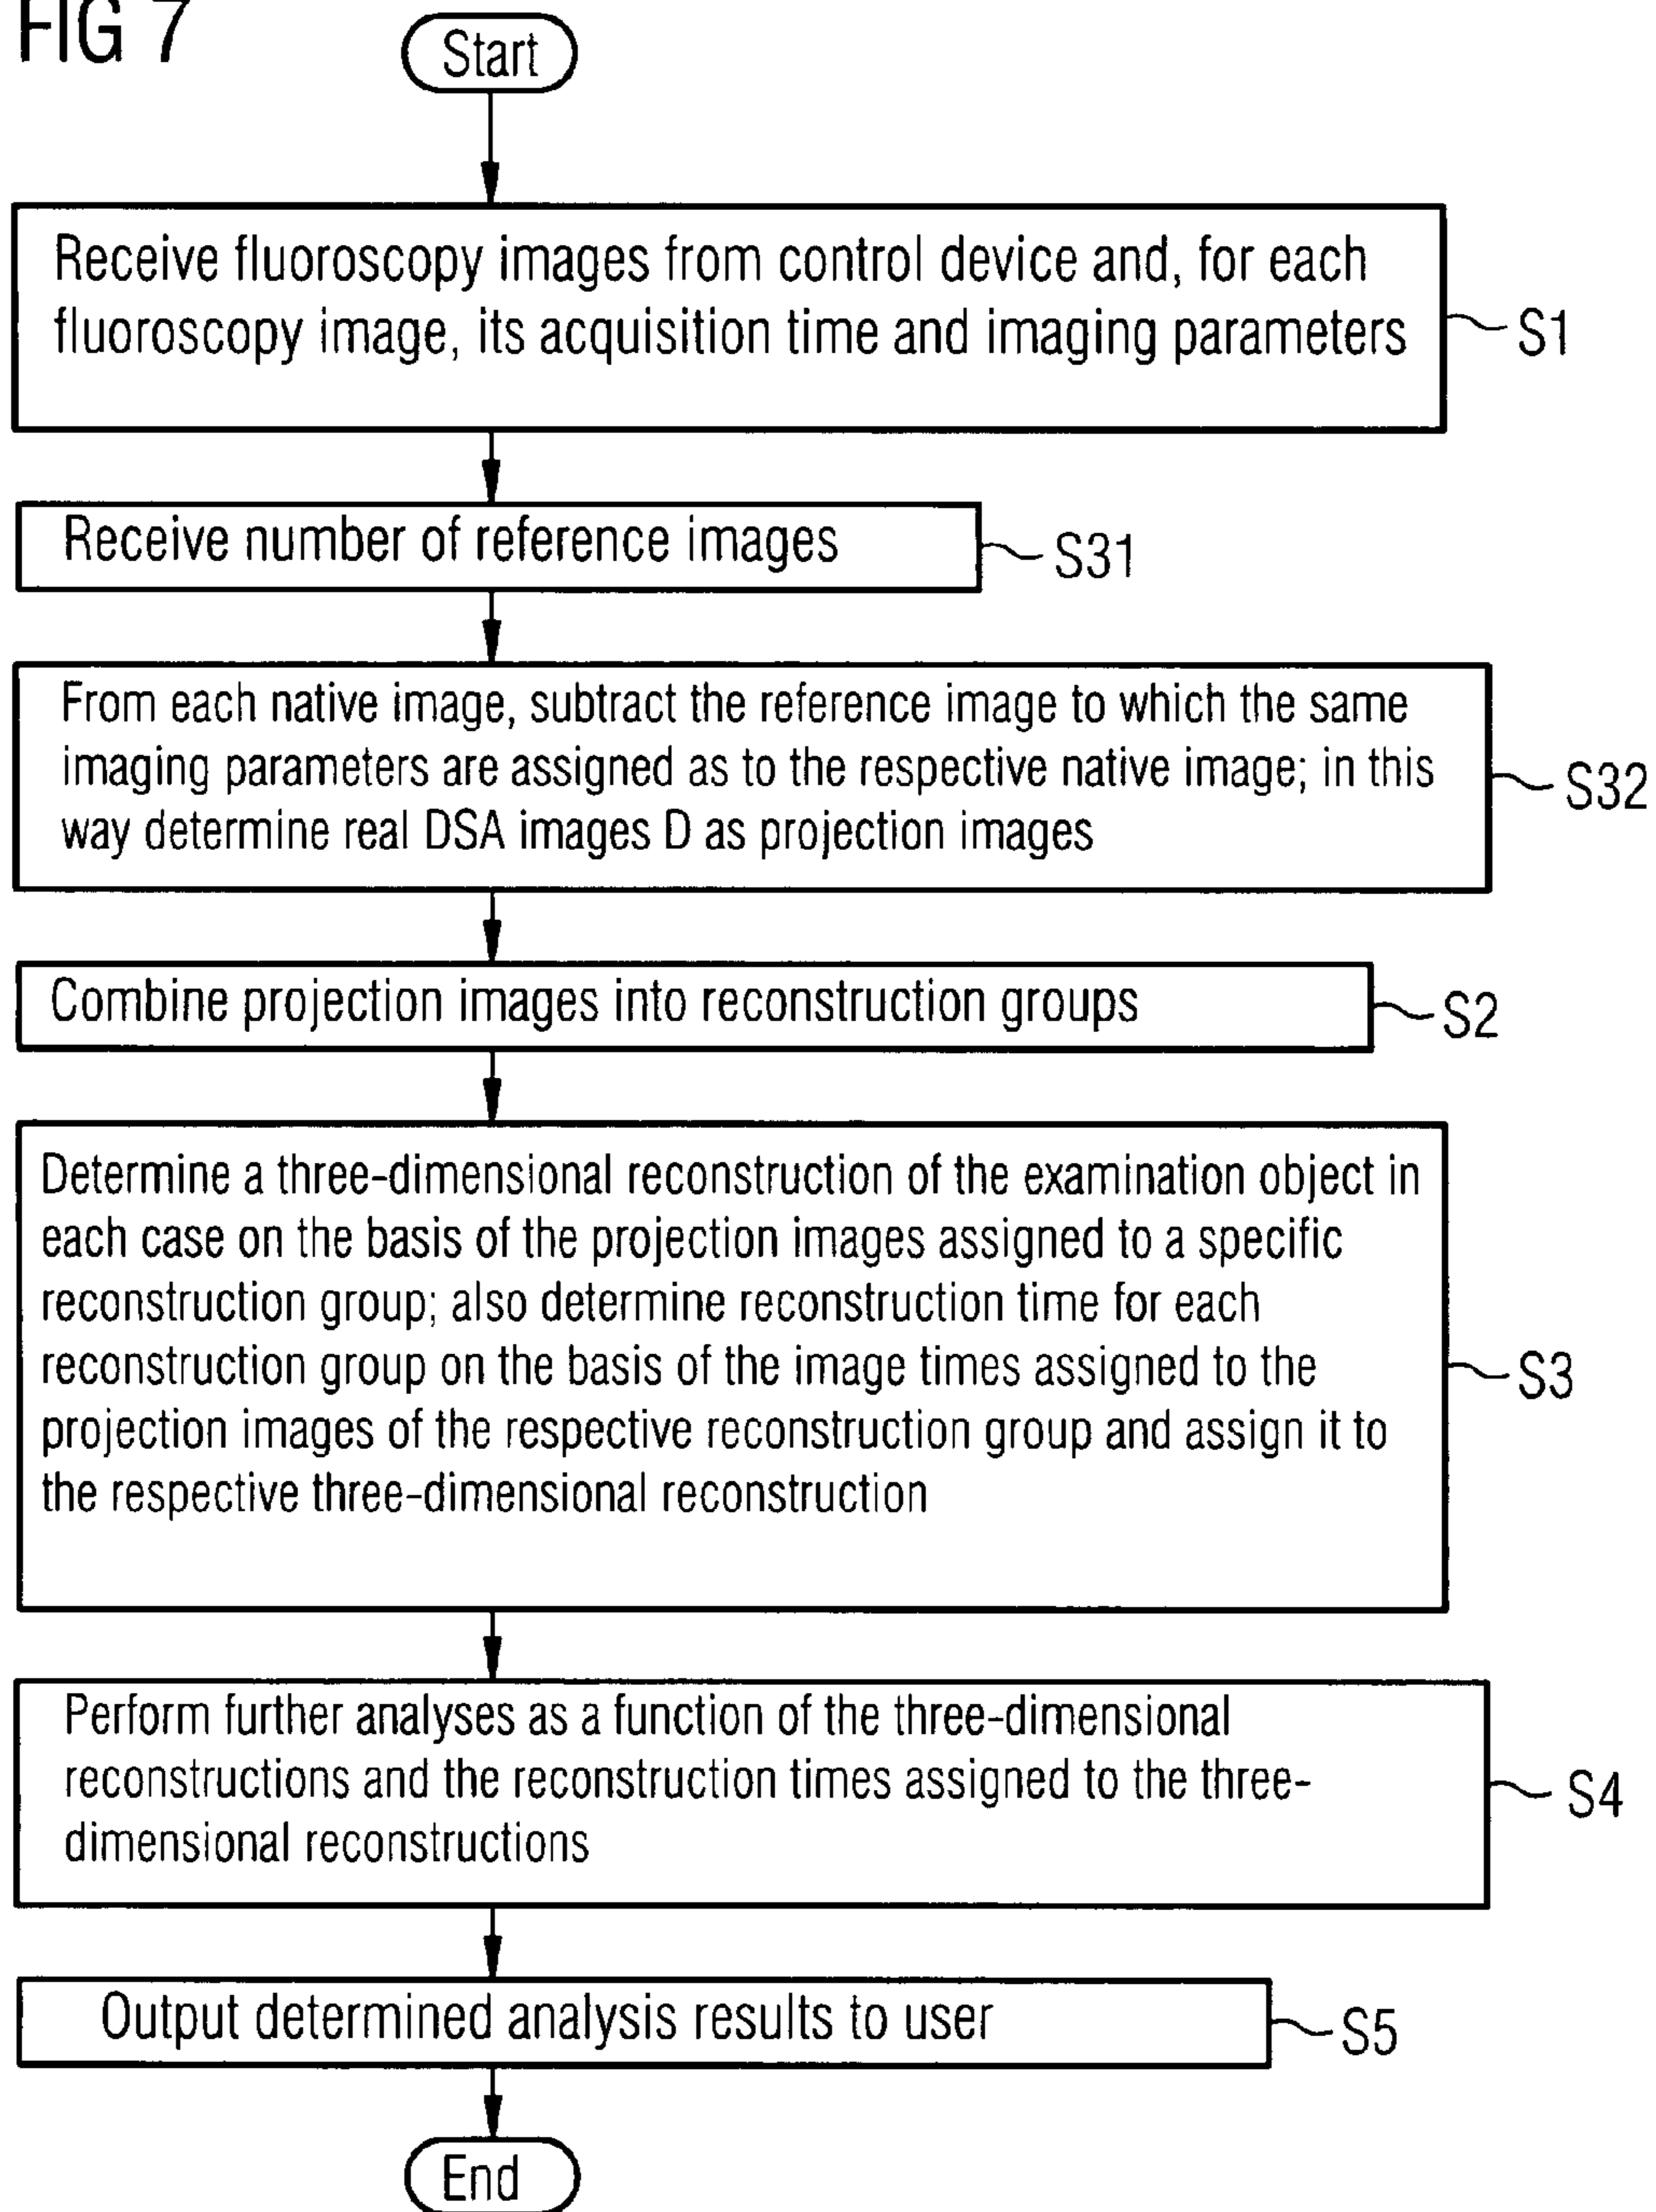 FIG 7
Start
Receive fluoroscopy images from control device and, for each
fluoroscopy image, its acquisition time and imaging parameters
S1
Receive number of reference images
S31
From each native image, subtract the reference image to which the same
imaging parameters are assigned as to the respective native image; in this
way determine real DSA images D as projection images
S32
Combine projection images into reconstruction groups
S2
Determine a three-dimensional reconstruction of the examination object in
each case on the basis of the projection images assigned to a specific
reconstruction group; also determine reconstruction time for each
reconstruction group on the basis of the image times assigned to the
projection images of the respective reconstruction group and assign it to
the respective three-dimensional reconstruction
S3
Perform further analyses as a function of the three-dimensional
reconstructions and the reconstruction times assigned to the three-
dimensional reconstructions
S4
Output determined analysis results to user
S5
End